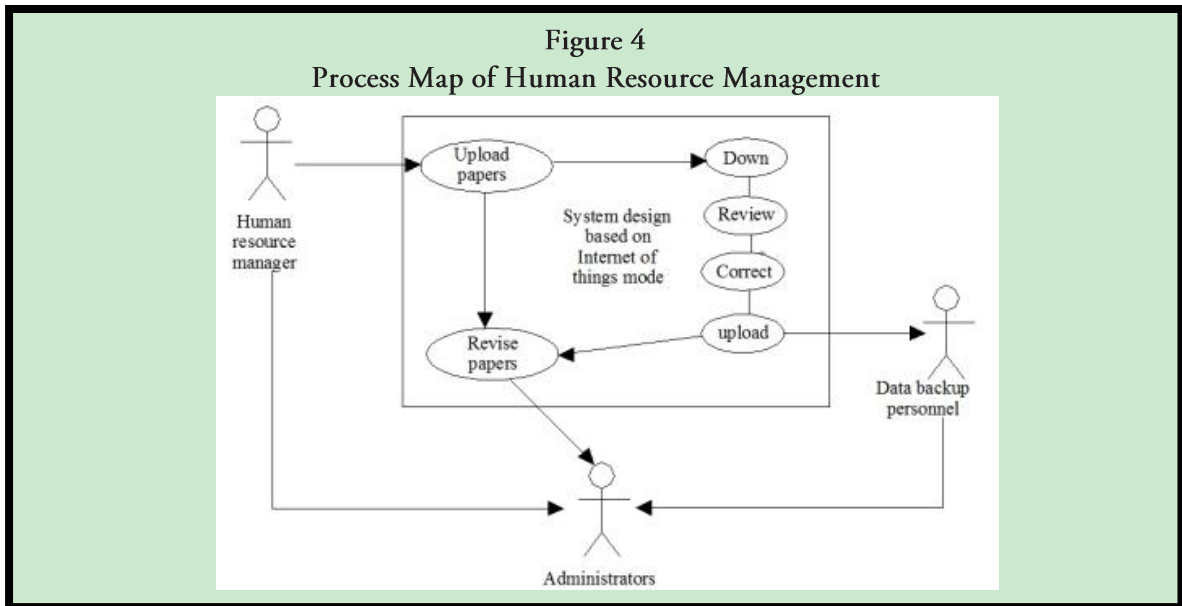 Figure 4
Process Map of Human Resource Management
Upload
papers
Down
Human
resource
manager
System design
based on
Internet of
things mode
Review
Correct
upload
Revise
papers
Data backup
personnel
Administrators